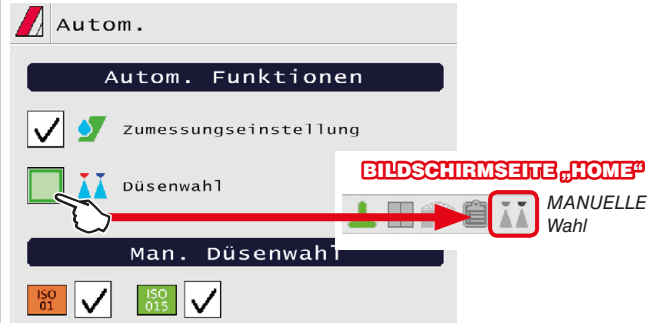 Autom.
Autom. Funktionen
Zumessungseinstellung
Düsenwahl
BILDSCHIRMSEITE „HOME“
MANUELLE
Wahl
Man. Düsenwahl
ISO
01
ISO
015